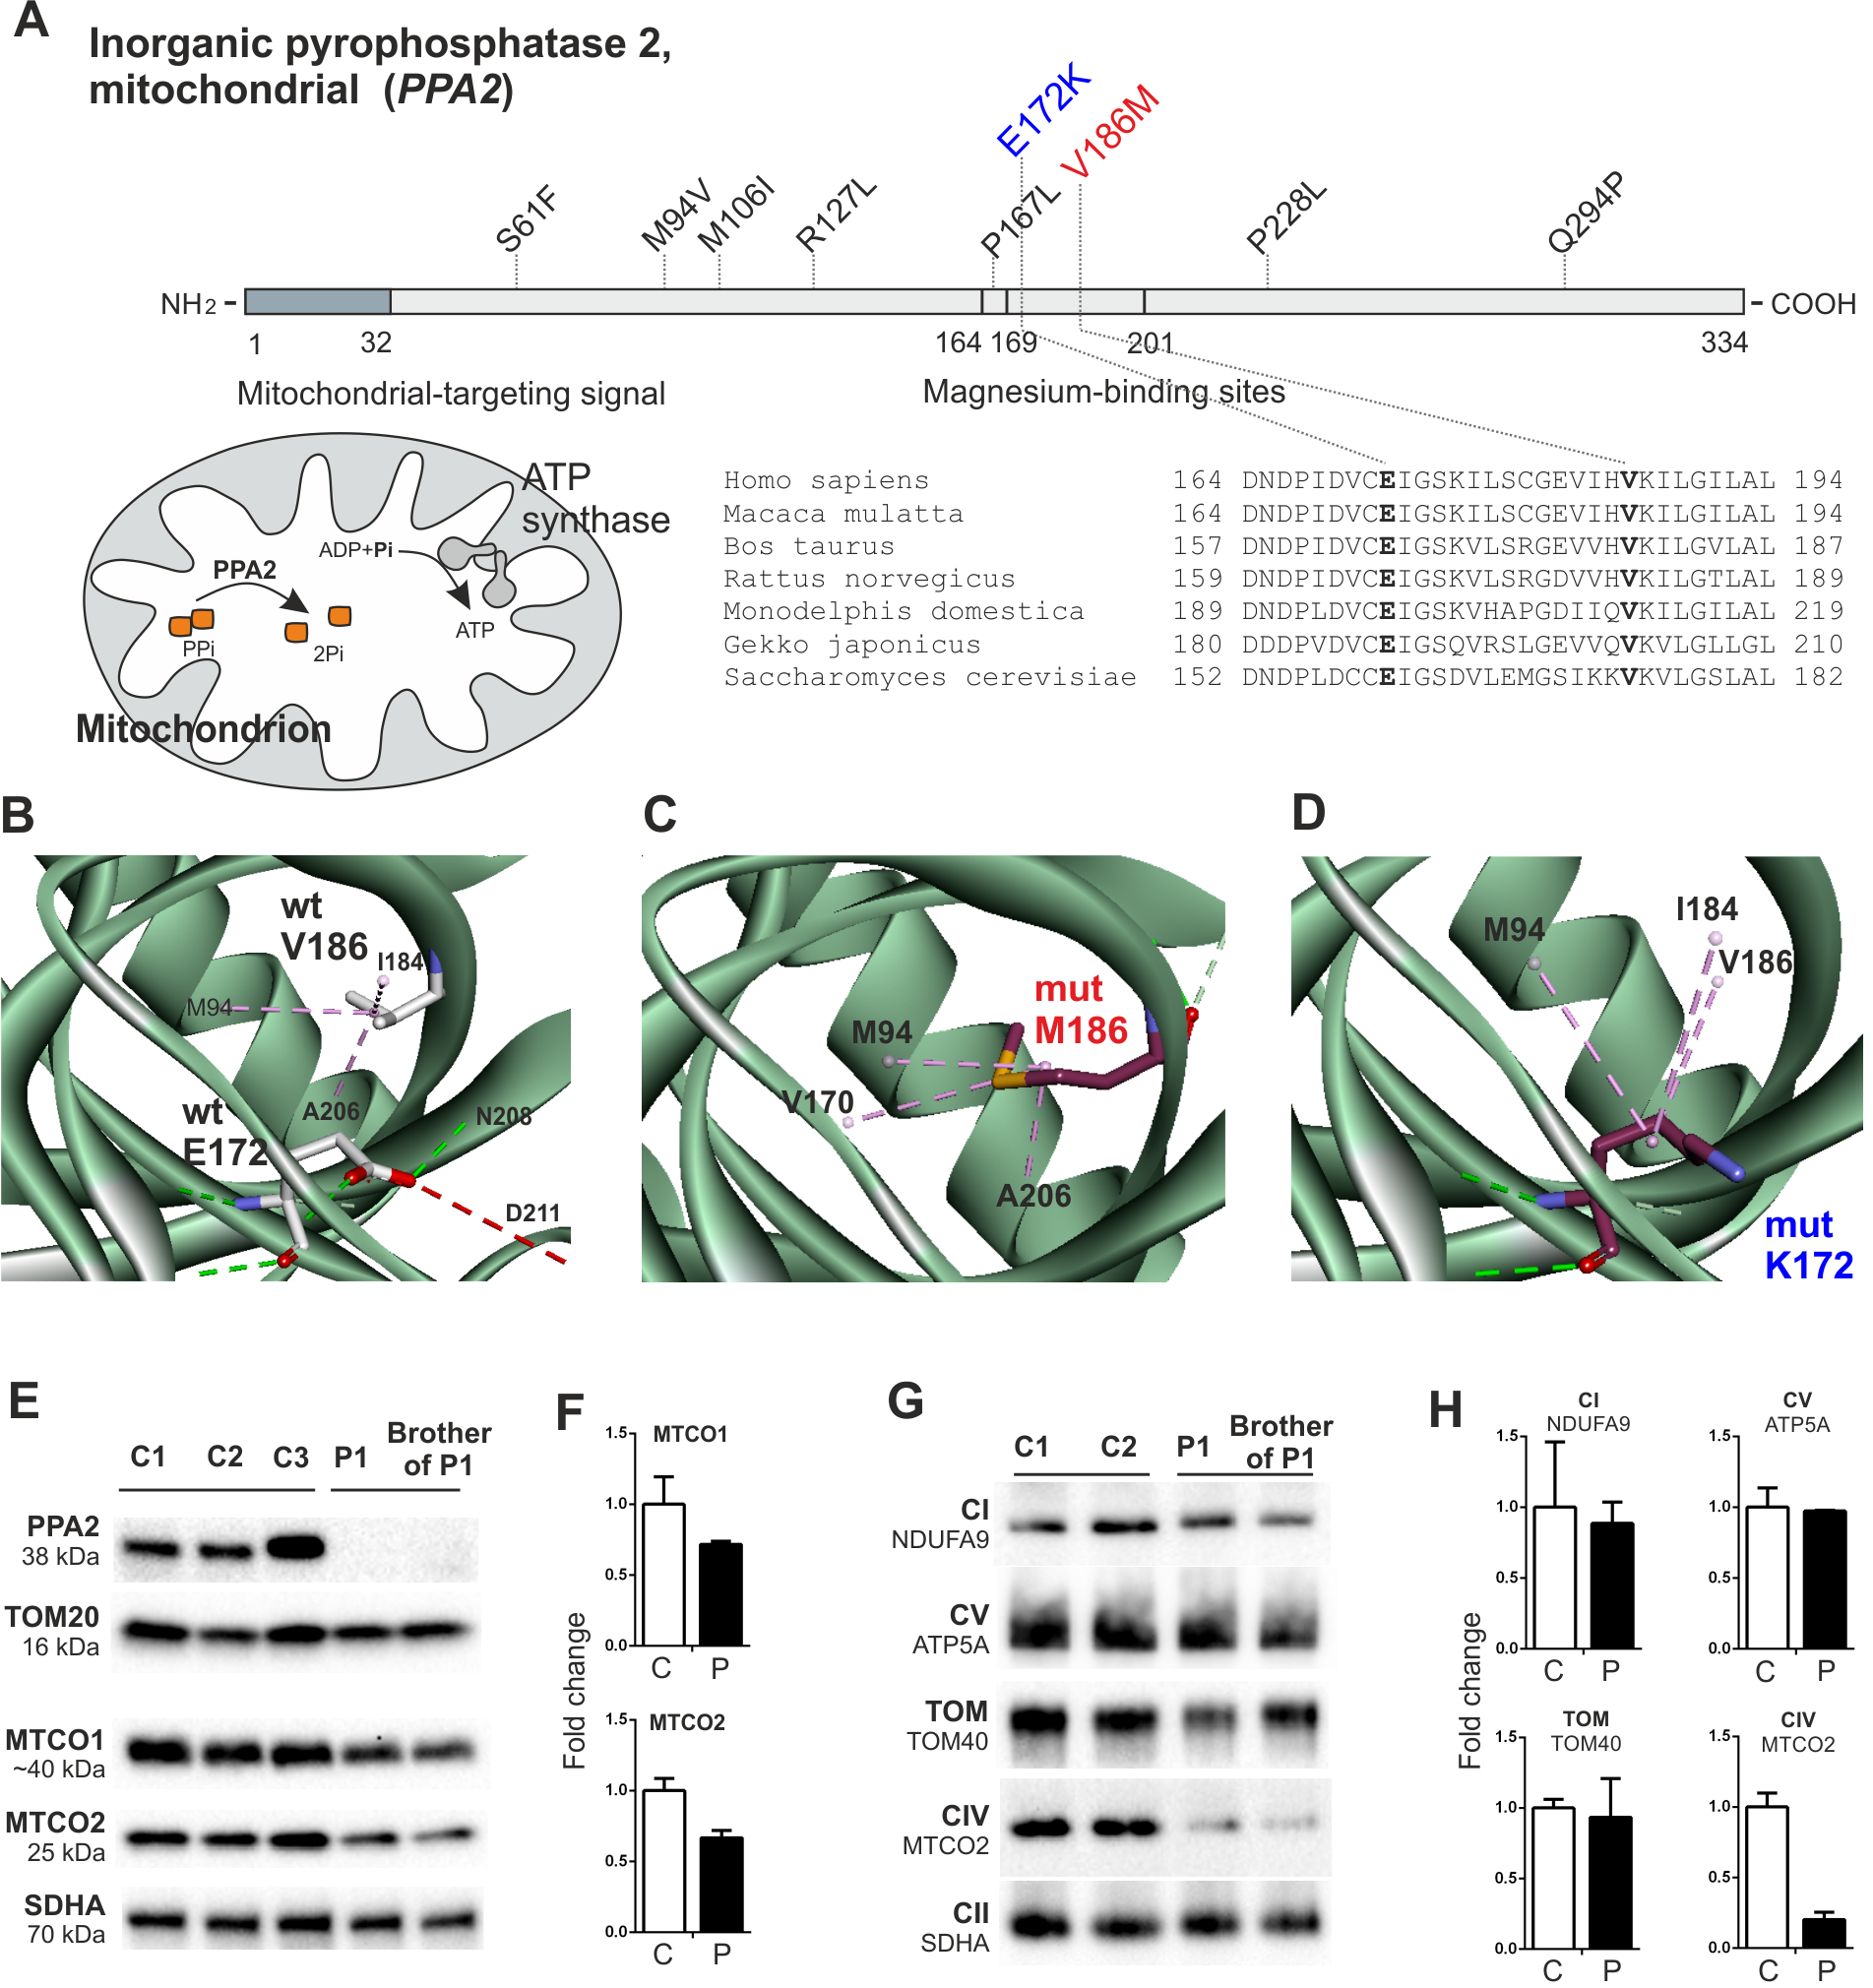 A
Inorganic pyrophosphatase 2,
mitochondrial (PPA2)
E172K
V186M
S61F
M94V
M106I
R127L
P167L
P228L
Q294P
NH2
COOH
1
32
164
169
201
334
Mitochondrial-targeting signal
Magnesium-binding sites
ATP
synthase
ADP+Pi
PPA2
PPi
2Pi
ATP
Mitochondrion
Homo sapiens 164 DNDPIDVCEIGSKILSCGEVIHVKILGILAL 194
Macaca mulatta 164 DNDPIDVCEIGSKILSCGEVIHVKILGILAL 194
Bos taurus 157 DNDPIDVCEIGSKVLSRGEVVHVKILGVLAL 187
Rattus norvegicus 159 DNDPIDVCEIGSKVLSRGDVVHVKILGTLAL 189
Monodelphis domestica 189 DNDPLDVCEIGSKVHAPGDIIQVKILGILAL 219
Gekko japonicus 180 DDDPVDVCEIGSQVRSLGEVVQVKVLGLLGL 210
Saccharomyces cerevisiae 152 DNDPLDCCEIGSDVLEMGSIKKVKVLGSLAL 182
B
wt
V186
I184
M94
wt
E172
A206
N208
D211
C
mut
M186
M94
V170
A206
D
M94
I184
V186
mut
K172
E
C1 C2 C3 P1 Brother
of P1
PPA2
38 kDa
TOM20
16 kDa
MTCO1
~40 kDa
MTCO2
25 kDa
SDHA
70 kDa
F
Fold change
MTCO1
1.5
1.0
0.5
0.0
C P
MTCO2
1.5
1.0
0.5
0.0
C P
G
C1 C2 P1 Brother
of P1
CI
NDUFA9
CV
ATP5A
TOM
TOM40
CIV
MTCO2
CII
SDHA
H
Fold change
CI
NDUFA9
1.5
1.0
0.5
0.0
C P
CV
ATP5A
1.5
1.0
0.5
0.0
C P
TOM
TOM40
1.5
1.0
0.5
0.0
C P
CIV
MTCO2
1.5
1.0
0.5
0.0
C P